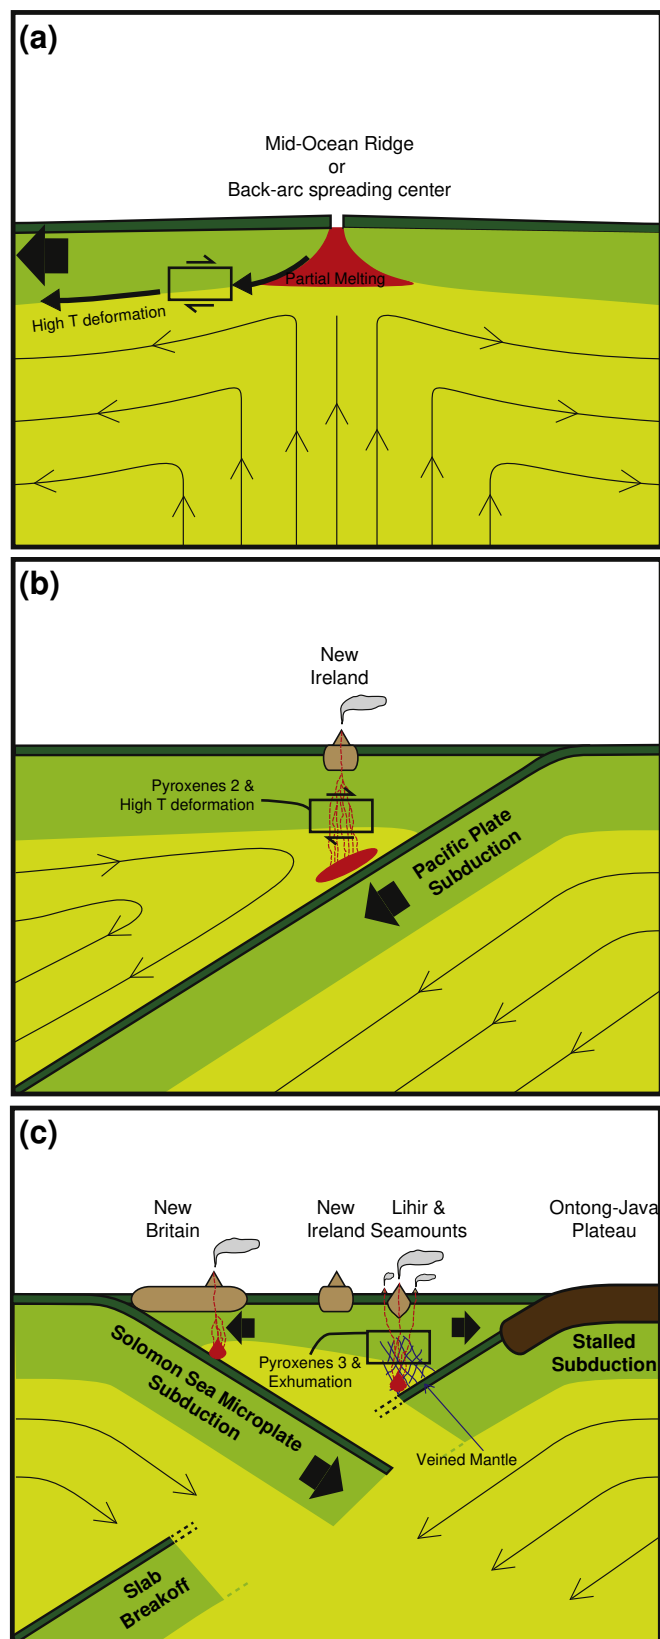 (a)
Mid-Ocean Ridge
or
Back-arc spreading center
Partial Melting
High T deformation
(b)
New
Ireland
Pyroxenes 2 &
High T deformation
Pacific Plate
Subduction
(c)
New
Britain
New
Ireland
Lihir &
Seamounts
Ontong-Java
Plateau
Solomon Sea Microplate
Subduction
Pyroxenes 3 &
Exhumation
Stalled
Subduction
Veined Mantle
Slab
Breakoff